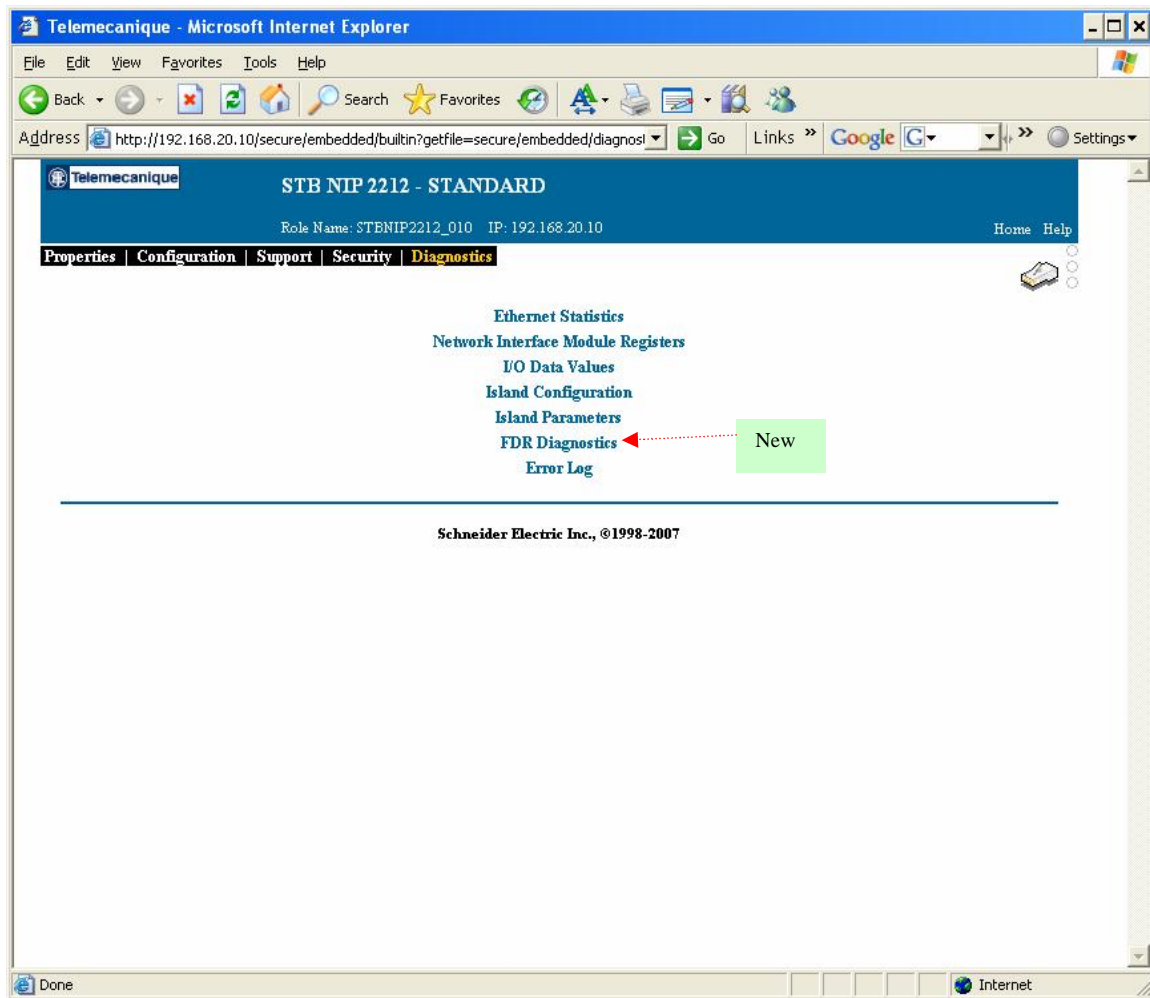 Telemecanique - Microsoft Internet Explorer
File Edit View Favorites Tools Help
Back Search Favorites
Address http://192.168.20.10/secure/embedded/builtin?getfile=secure/embedded/diagnosl Go Links » Google G » Settings
Telemecanique
STB NIP 2212 - STANDARD
Role Name: STBNIP2212_010 IP: 192.168.20.10 Home Help
Properties | Configuration | Support | Security | Diagnostics
Ethernet Statistics
Network Interface Module Registers
I/O Data Values
Island Configuration
Island Parameters
FDR Diagnostics New
Error Log
Schneider Electric Inc., ©1998-2007
Done Internet